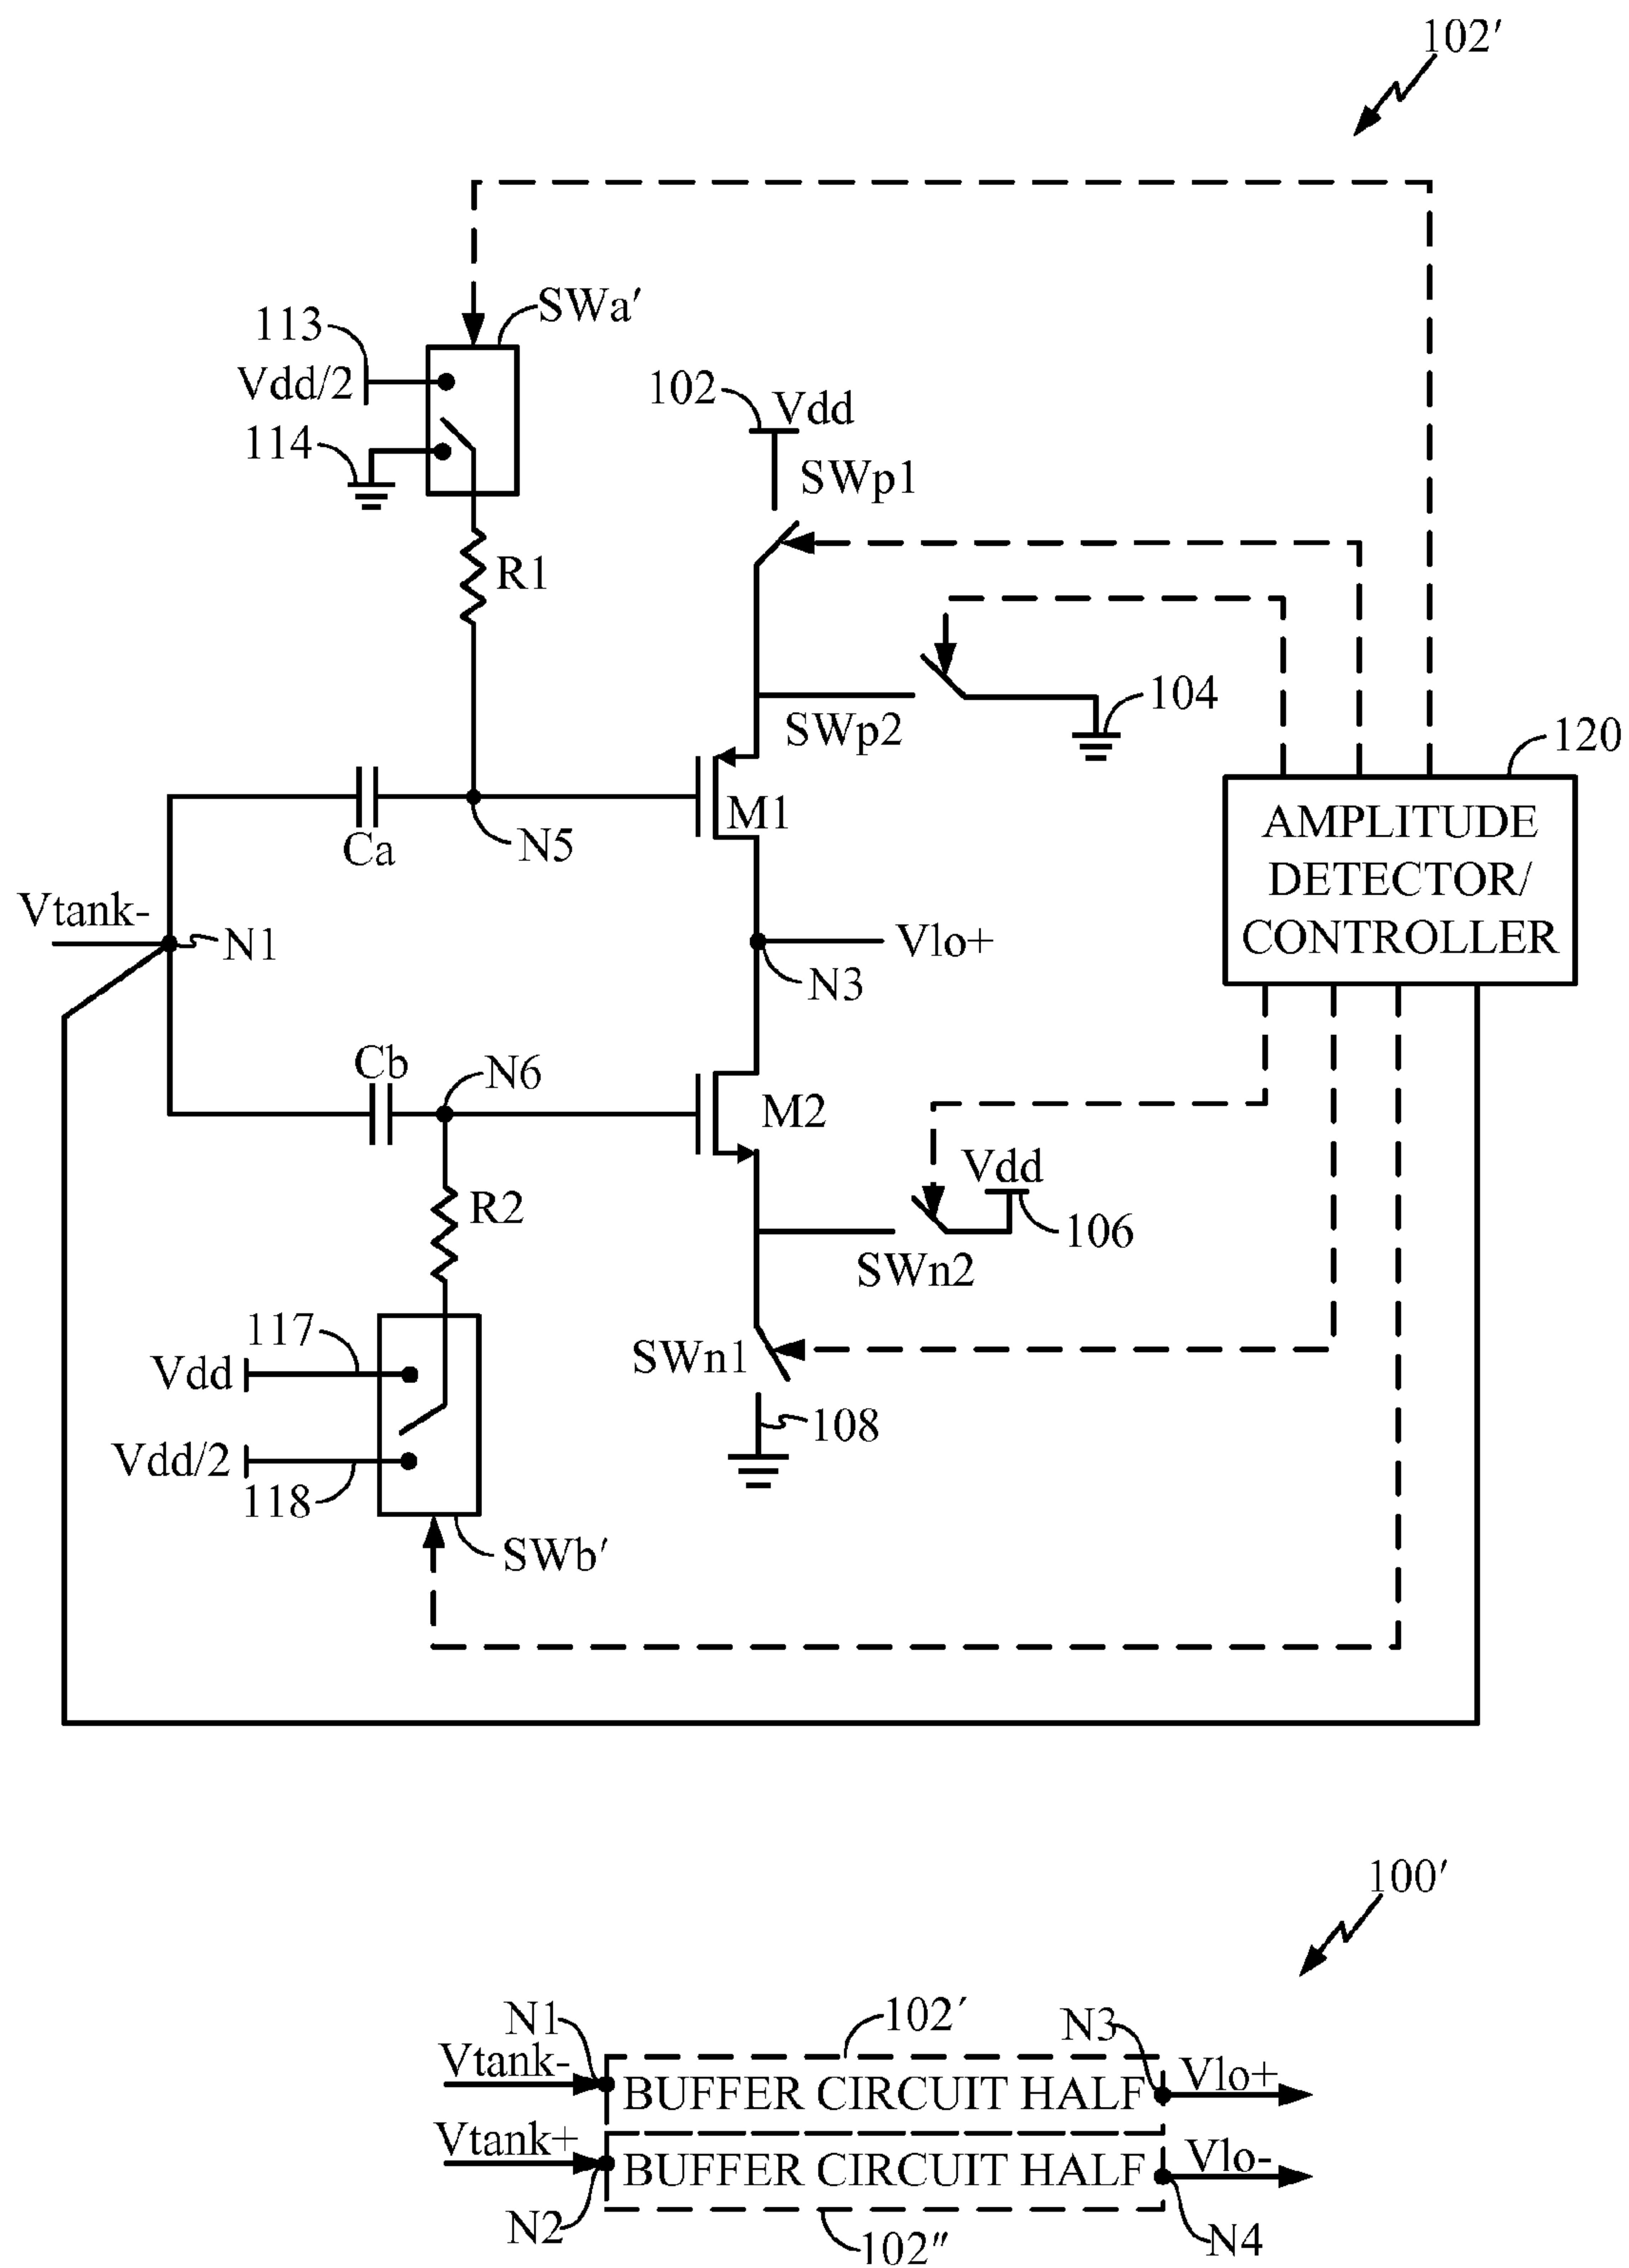 102′
113
SWa′
Vdd/2
114
102
Vdd
SWp1
R1
SWp2
104
120
AMPLITUDE
DETECTOR/
CONTROLLER
M1
Ca
N5
Vtank-
N1
Vlo+
N3
Cb
N6
M2
R2
Vdd
106
SWn2
117
Vdd
SWn1
108
Vdd/2
118
SWb′
100′
N1
102′
N3
Vtank-
BUFFER CIRCUIT HALF
Vlo+
Vtank+
BUFFER CIRCUIT HALF
Vlo-
N2
102″
N4